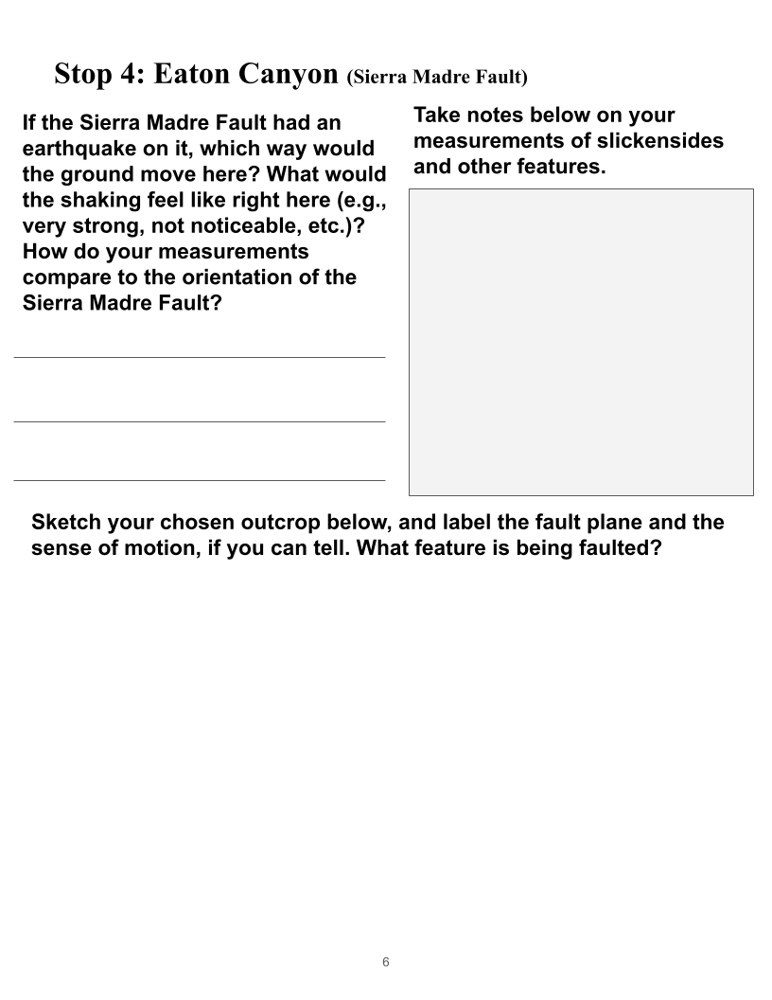 Stop 4: Eaton Canyon (Sierra Madre Fault)
If the Sierra Madre Fault had an
earthquake on it, which way would
the ground move here? What would
the shaking feel like right here (e.g.,
very strong, not noticeable, etc.)?
How do your measurements
compare to the orientation of the
Sierra Madre Fault?
Take notes below on your
measurements of slickensides
and other features.
Sketch your chosen outcrop below, and label the fault plane and the
sense of motion, if you can tell. What feature is being faulted?
6